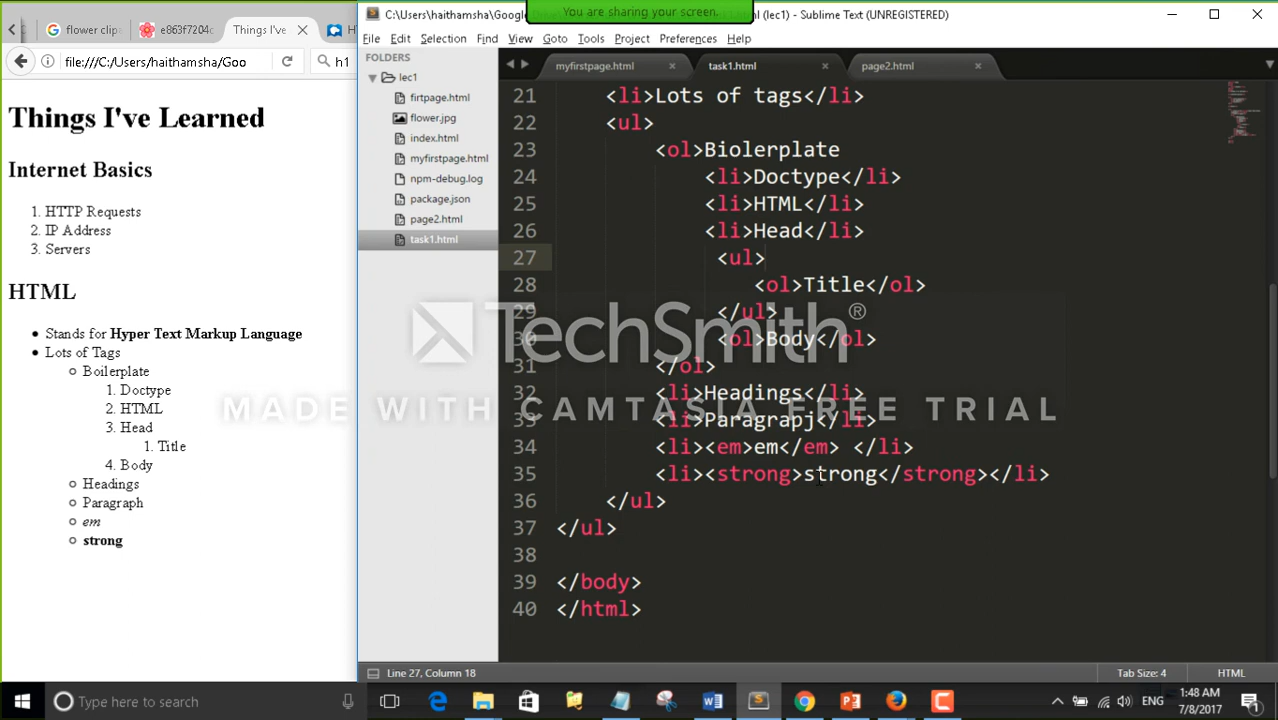 You are sharing your screen.
flower clip
e863f7204c
Things I've
C:\Users\haithamsha\Google
(lec1) - Sublime Text (UNREGISTERED)
File Edit Selection Find View Goto Tools Project Preferences Help
file:///C:/Users/haithamsha/Goo
h1
FOLDERS
lec1
firtpage.html
flower.jpg
index.html
myfirstpage.html
npm-debug.log
package.json
page2.html
task1.html
myfirstpage.html
task1.html
page2.html
Things I've Learned
Internet Basics
1. HTTP Requests
2. IP Address
3. Servers
HTML
Stands for Hyper Text Markup Language
Lots of Tags
Boilerplate
1. Doctype
2. HTML
3. Head
1. Title
4. Body
Headings
Paragraph
em
strong
21 <li>Lots of tags</li>
22 <ul>
23 <ol>Biolerplate
24 <li>Doctype</li>
25 <li>HTML</li>
26 <li>Head</li>
27 <ul>
28 <ol>Title</ol>
29 </ul>
30 <ol>Body</ol>
31 </ol>
32 <li>Headings</li>
33 <li>Paragrapj</li>
34 <li><em>em</em> </li>
35 <li><strong>strong</strong></li>
36 </ul>
37 </ul>
38
39 </body>
40 </html>
TechSmith®
MADE WITH CAMTASIA FREE TRIAL
Line 27, Column 18
Tab Size: 4
HTML
Type here to search
ENG
1:48 AM
7/8/2017